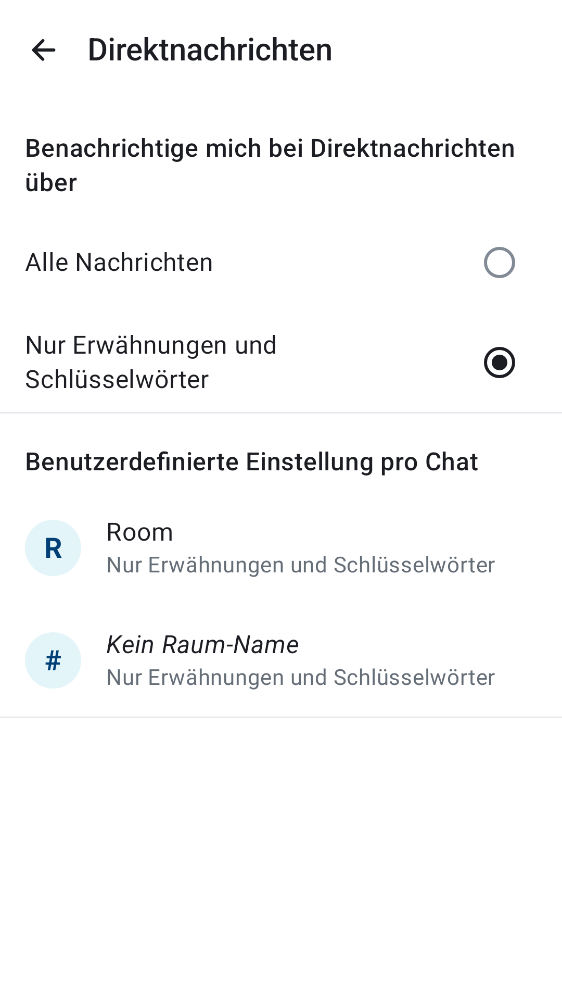 Direktnachrichten
Benachrichtige mich bei Direktnachrichten
über
Alle Nachrichten
Nur Erwähnungen und
Schlüsselwörter
Benutzerdefinierte Einstellung pro Chat
R
Room
Nur Erwähnungen und Schlüsselwörter
#
Kein Raum-Name
Nur Erwähnungen und Schlüsselwörter